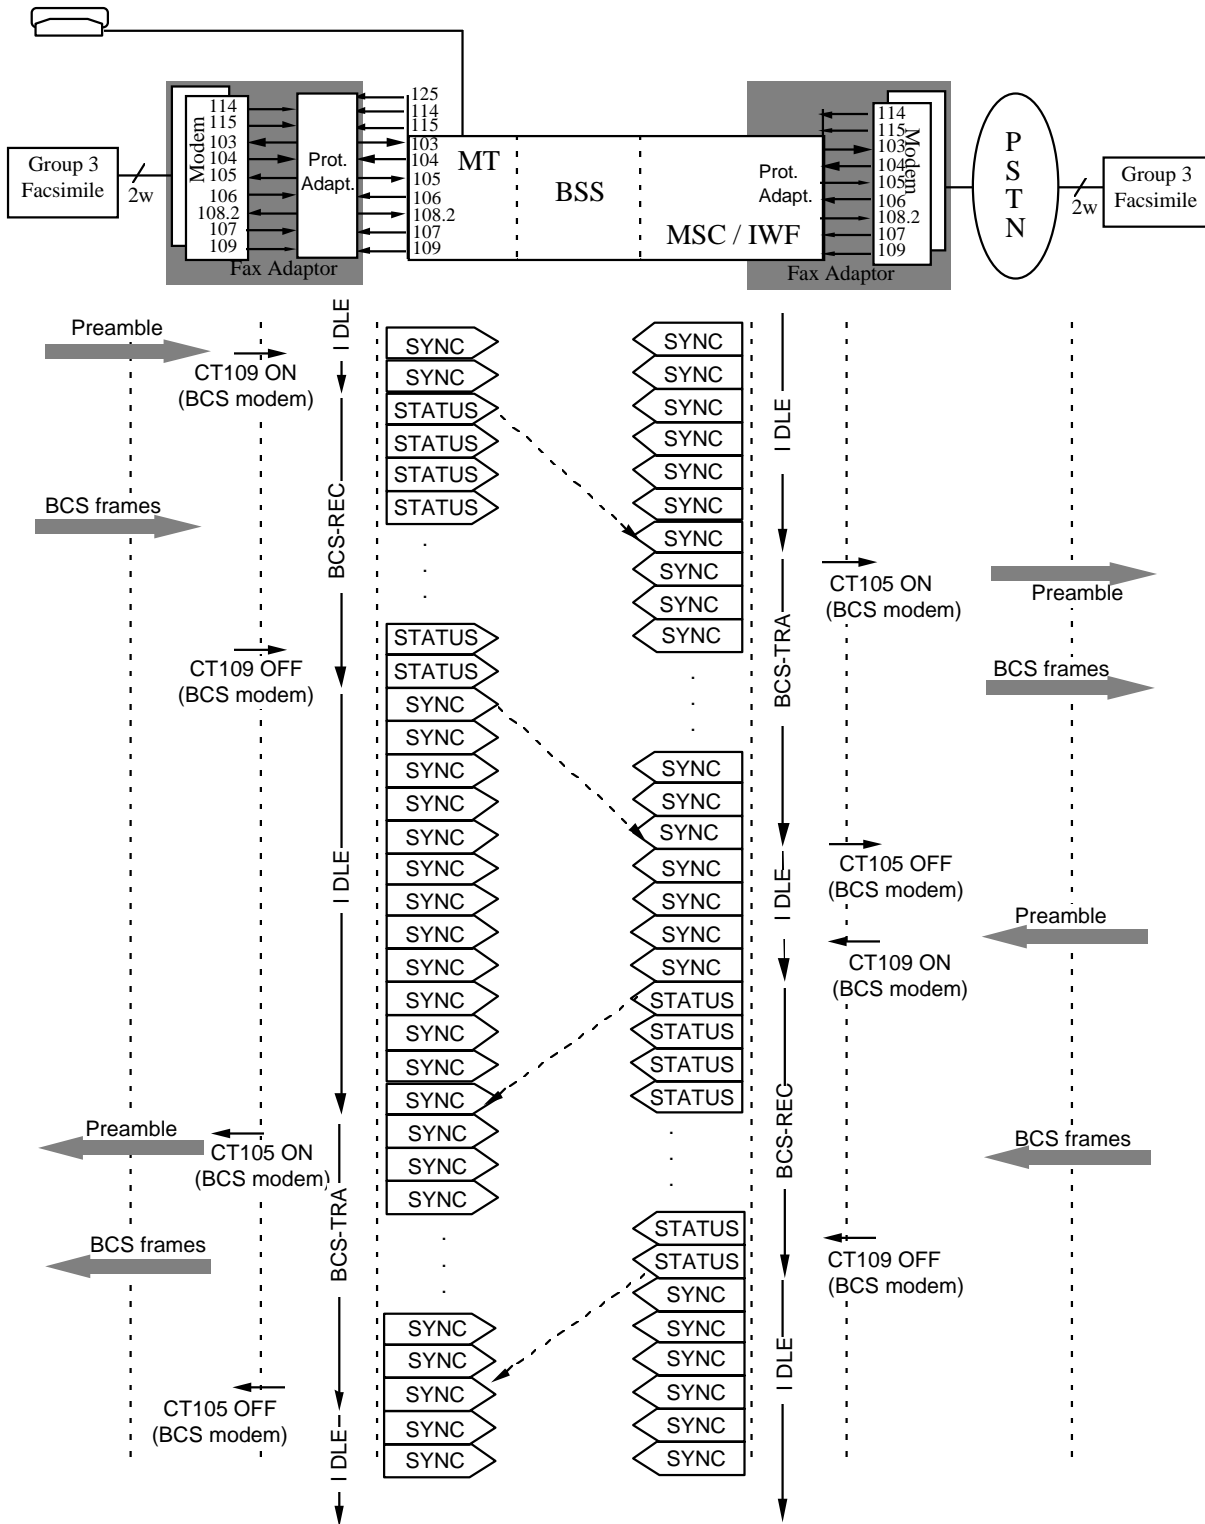 125
114
115
103
104
105
106
108.2
107
109
Modem
114
115
103
104
105
106
108.2
107
109
Prot.
Adapt.
Fax Adaptor
Group 3
Facsimile
2w
MT
BSS
MSC / IWF
Prot.
Adapt.
114
115
103
104
105
106
108.2
107
109
Modem
Fax Adaptor
P
S
T
N
2w
Group 3
Facsimile
I DLE
Preamble
CT109 ON
(BCS modem)
SYNC
SYNC
SYNC
SYNC
STATUS
SYNC
I DLE
STATUS
SYNC
STATUS
SYNC
BCS frames
BCS-REC
STATUS
SYNC
SYNC
SYNC
CT105 ON
(BCS modem)
Preamble
SYNC
STATUS
SYNC
CT109 OFF
(BCS modem)
STATUS
BCS-TRA
BCS frames
SYNC
SYNC
SYNC
SYNC
SYNC
SYNC
SYNC
SYNC
I DLE
SYNC
SYNC
CT105 OFF
(BCS modem)
SYNC
SYNC
I DLE
Preamble
SYNC
SYNC
CT109 ON
(BCS modem)
SYNC
SYNC
SYNC
STATUS
SYNC
STATUS
SYNC
STATUS
SYNC
STATUS
Preamble
CT105 ON
(BCS modem)
SYNC
BCS-REC
BCS frames
SYNC
SYNC
BCS-TRA
BCS frames
STATUS
STATUS
CT109 OFF
(BCS modem)
SYNC
SYNC
SYNC
SYNC
SYNC
I DLE
SYNC
SYNC
CT105 OFF
(BCS modem)
SYNC
SYNC
SYNC
SYNC
I DLE